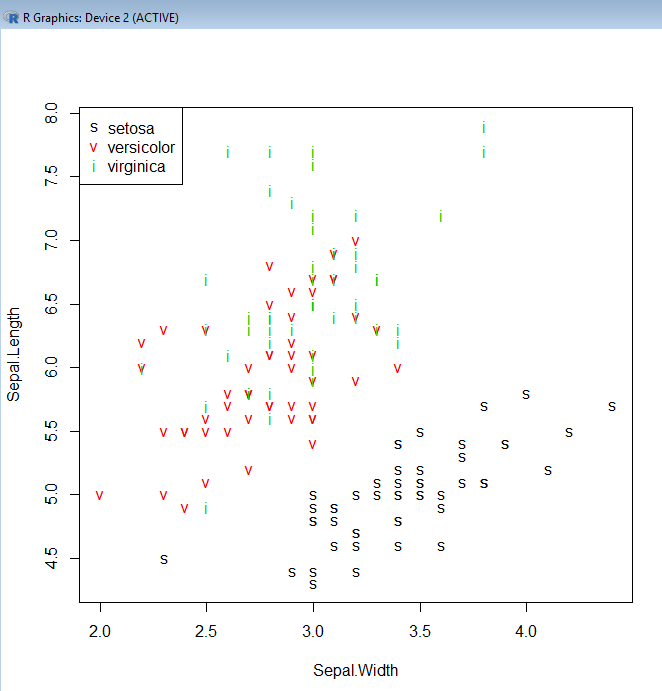 R Graphics: Device 2 (ACTIVE)
s setosa
v versicolor
i virginica
8.0
7.5
7.0
6.5
6.0
5.5
5.0
4.5
Sepal.Length
2.0 2.5 3.0 3.5 4.0
Sepal.Width